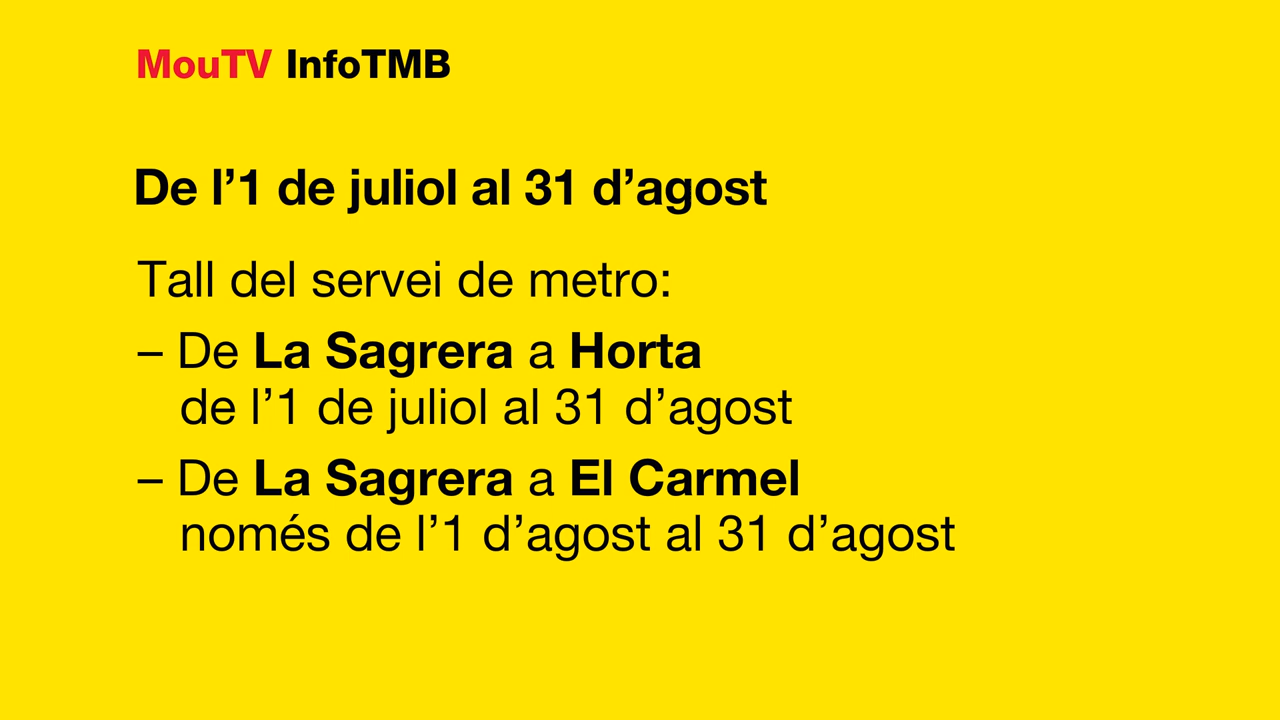 MouTV InfoTMB
De l’1 de juliol al 31 d’agost
Tall del servei de metro:
– De La Sagrera a Horta
de l’1 de juliol al 31 d’agost
– De La Sagrera a El Carmel
només de l’1 d’agost al 31 d’agost